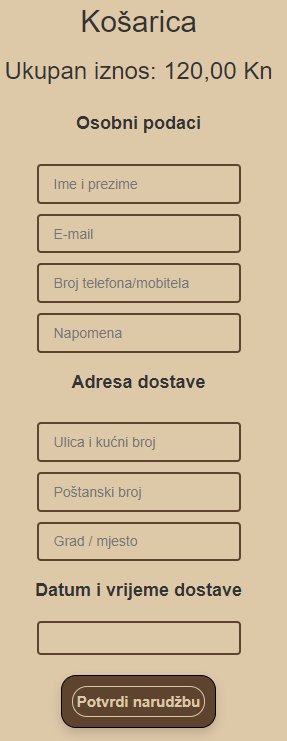 Košarica
Ukupan iznos: 120,00 Kn
Osobni podaci
Ime i prezime
E-mail
Broj telefona/mobitela
Napomena
Adresa dostave
Ulica i kućni broj
Poštanski broj
Grad / mjesto
Datum i vrijeme dostave
Potvrdi narudžbu